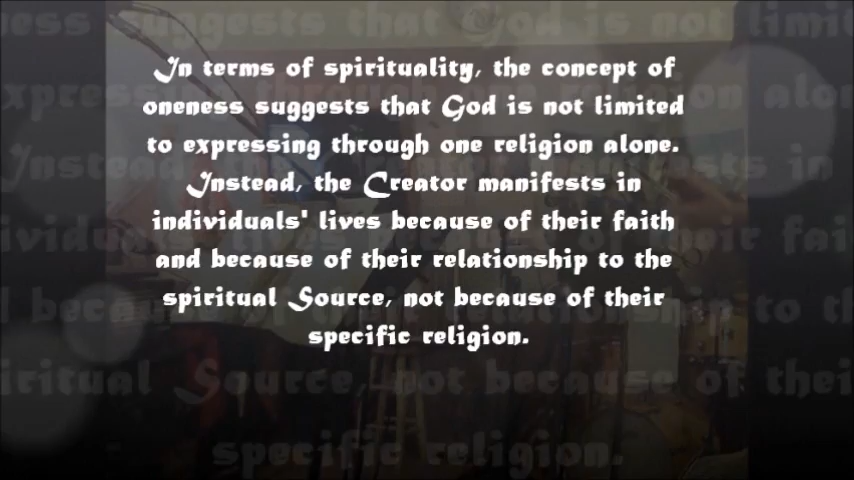 In terms of spirituality, the concept of
oneness suggests that God is not limited
to expressing through one religion alone.
Instead, the Creator manifests in
individuals' lives because of their faith
and because of their relationship to the
spiritual Source, not because of their
specific religion.